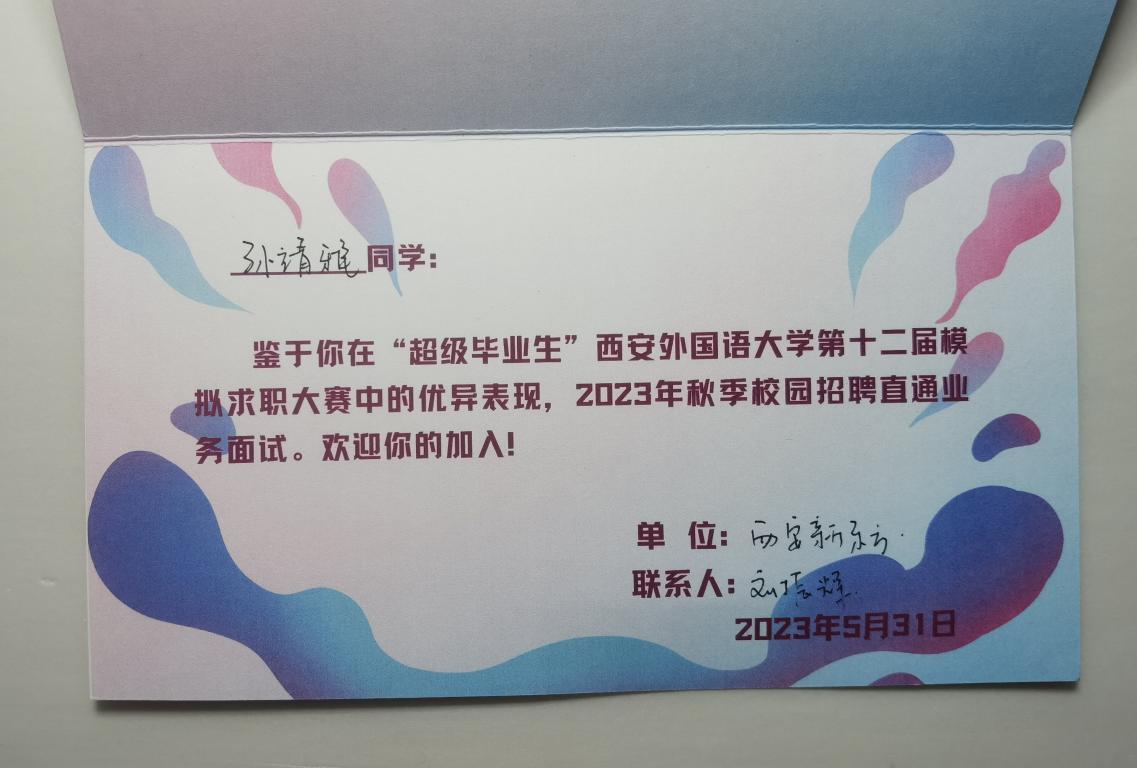 孙靖雅同学:
鉴于你在“超级毕业生”西安外国语大学第十二届模
拟求职大赛中的优异表现，2023年秋季校园招聘直通业
务面试。欢迎你的加入!
单 位: 西安新东方.
联系人: 刘振辉.
2023年5月31日